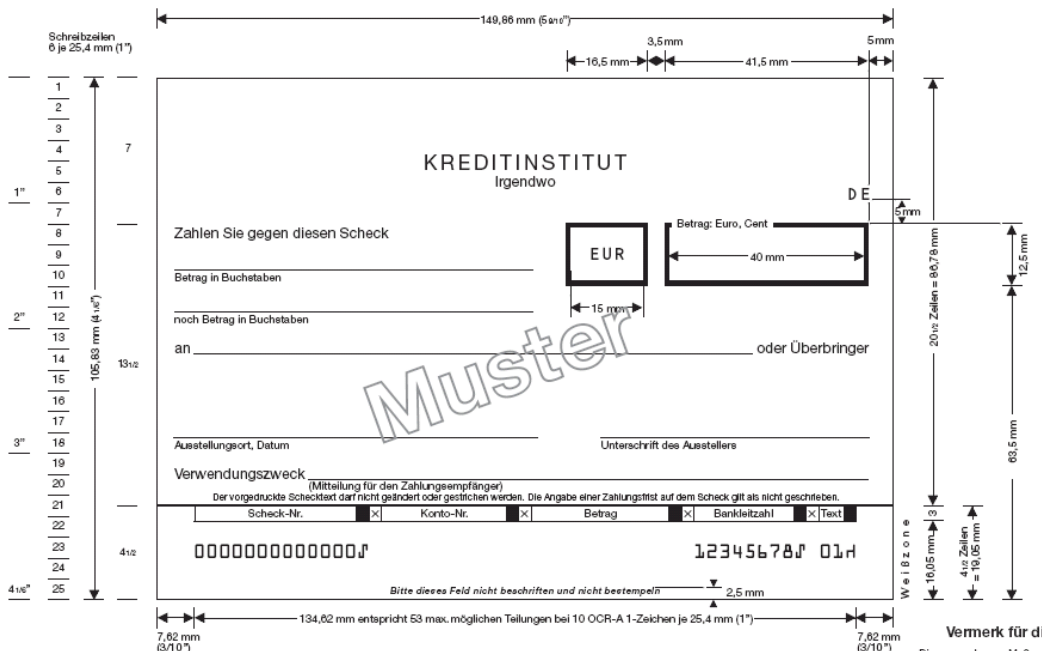 149,86 mm (5 9/10")
Schreibzeilen
6 je 25,4 mm (1")
3,5 mm
5 mm
16,5 mm
41,5 mm
1
2
3
4
5
6
7
8
9
10
11
12
13
14
15
16
17
18
19
20
21
22
23
24
25
1"
2"
3"
4 1/6"
105,83 mm (4 1/6")
7
13 1/2
4 1/2
KREDITINSTITUT
Irgendwo
DE
5 mm
Zahlen Sie gegen diesen Scheck
EUR
Betrag: Euro, Cent
40 mm
Betrag in Buchstaben
15 mm
noch Betrag in Buchstaben
an
oder Überbringer
Muster
Ausstellungsort, Datum
Unterschrift des Ausstellers
Verwendungszweck
(Mitteilung für den Zahlungsempfänger)
Der vorgedruckte Schecktext darf nicht geändert oder gestrichen werden. Die Angabe einer Zahlungsfrist auf dem Scheck gilt als nicht geschrieben.
Scheck-Nr. X Konto-Nr. X Betrag X Bankleitzahl X Text
0000000000000⑀ 12345678⑀ 01⑁
Bitte dieses Feld nicht beschriften und nicht bestempeln
2,5 mm
20 1/2 Zeilen = 86,78 mm
12,5 mm
63,5 mm
3
16,05 mm
4 1/2 Zeilen
= 19,05 mm
Weißzone
134,62 mm entspricht 53 max. möglichen Teilungen bei 10 OCR-A 1-Zeichen je 25,4 mm (1")
7,62 mm
(3/10")
7,62 mm
(3/10")
Vermerk für di